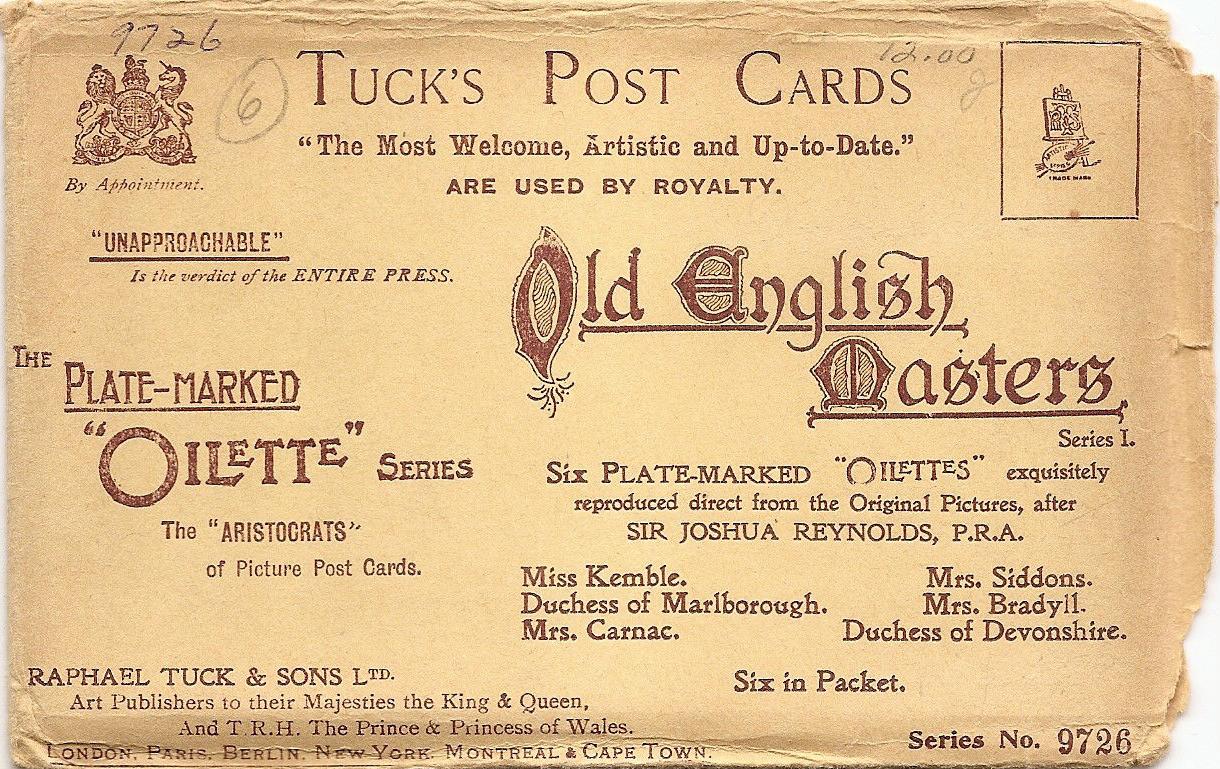 9726
12.00
6
TUCK'S POST CARDS
"The Most Welcome, Artistic and Up-to-Date."
ARE USED BY ROYALTY.
By Appointment.
TRADE MARK
"UNAPPROACHABLE"
Is the verdict of the ENTIRE PRESS.
Old English
Masters
Series I.
THE
PLATE-MARKED
"OILETTE" SERIES
The "ARISTOCRATS"
of Picture Post Cards.
SIX PLATE-MARKED "OILETTES" exquisitely
reproduced direct from the Original Pictures, after
SIR JOSHUA REYNOLDS, P.R.A.
Miss Kemble. Mrs. Siddons.
Duchess of Marlborough. Mrs. Bradyll.
Mrs. Carnac. Duchess of Devonshire.
Six in Packet.
RAPHAEL TUCK & SONS LTD.
Art Publishers to their Majesties the King & Queen,
And T.R.H. The Prince & Princess of Wales.
LONDON, PARIS, BERLIN, NEW YORK, MONTREAL & CAPE TOWN.
Series No. 9726